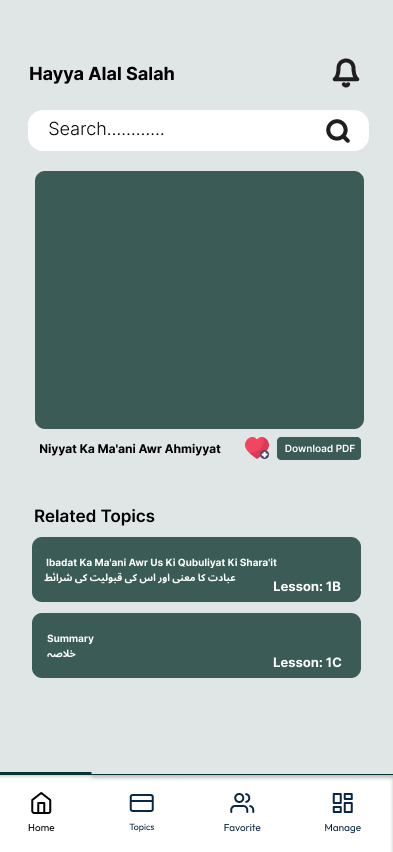 Hayya Alal Salah
Search............
Niyyat Ka Ma'ani Awr Ahmiyyat
Download PDF
Related Topics
Ibadat Ka Ma'ani Awr Us Ki Qubuliyat Ki Shara'it
عبادت کا معنی اور اس کی قبولیت کی شرائط
Lesson: 1B
Summary
خلاصہ
Lesson: 1C
Home
Topics
Favorite
Manage